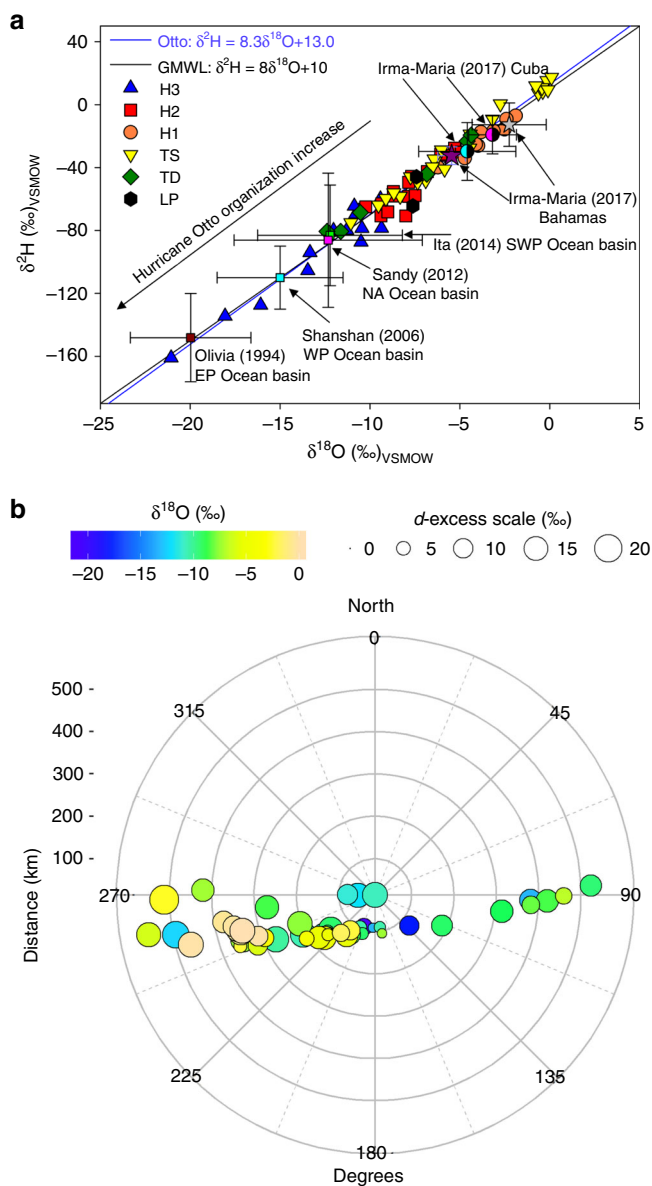 a
Otto: δ²H = 8.3δ¹⁸O+13.0
GMWL: δ²H = 8δ¹⁸O+10
H3
H2
H1
TS
TD
LP
Irma-Maria (2017) Cuba
Irma-Maria (2017)
Bahamas
Hurricane Otto organization increase
Ita (2014) SWP Ocean basin
Sandy (2012)
NA Ocean basin
Shanshan (2006)
WP Ocean basin
Olivia (1994)
EP Ocean basin
40
0
−40
−80
−120
−160
δ²H (‰)VSMOW
−25 −20 −15 −10 −5 0 5
δ¹⁸O (‰)VSMOW
b
δ¹⁸O (‰)
−20 −15 −10 −5 0
d-excess scale (‰)
0 5 10 15 20
North
0
45
90
135
180
225
270
315
500 -
400 -
300 -
200 -
100 -
Distance (km)
Degrees